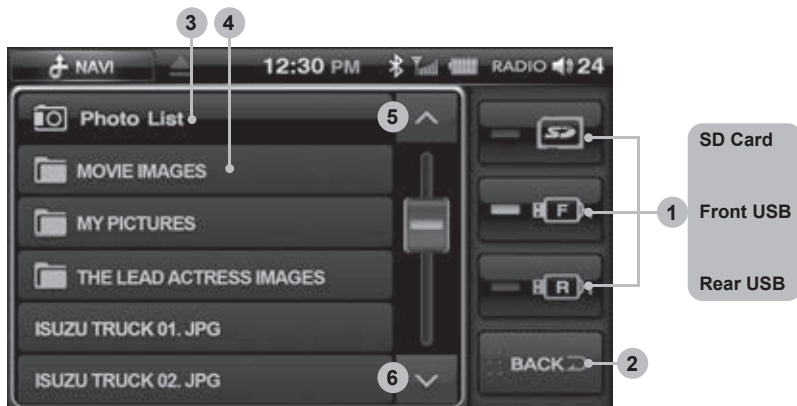 3 4
NAVI 12:30 PM RADIO 24
Photo List 5
MOVIE IMAGES
MY PICTURES
THE LEAD ACTRESS IMAGES
ISUZU TRUCK 01. JPG
ISUZU TRUCK 02. JPG 6
SD
F
R
BACK 2
1
SD Card
Front USB
Rear USB